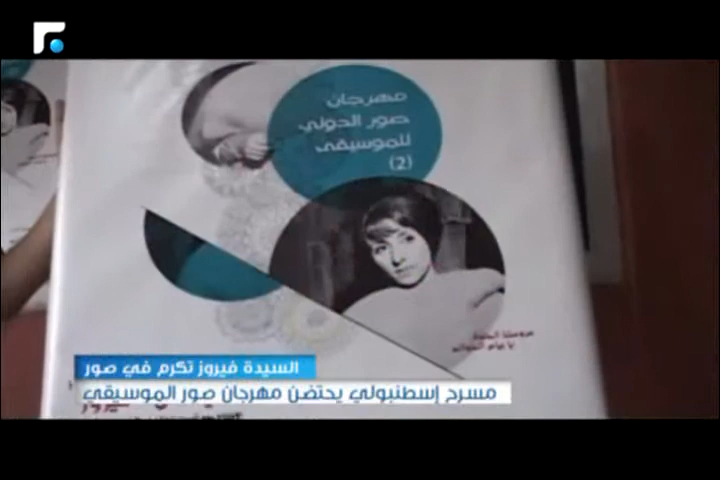 مهرجان
صور الدولي
للموسيقى
(2)
السيدة فيروز تكرم في صور
مسرح إسطنبولي يحتضن مهرجان صور الموسيقي